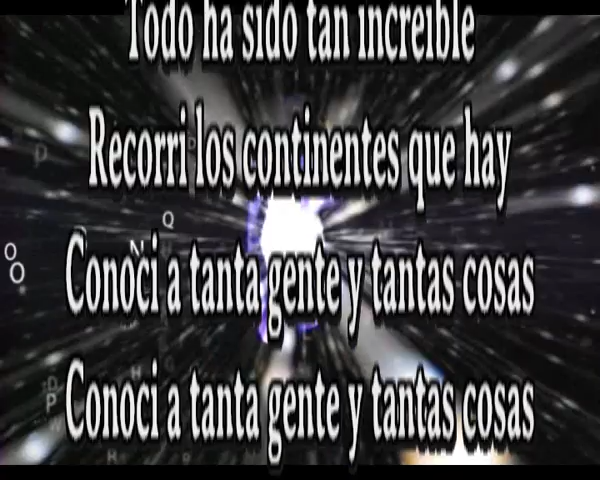 Todo ha sido tan increible
Recorri los continentes que hay
Conoci a tanta gente y tantas cosas
Conoci a tanta gente y tantas cosas